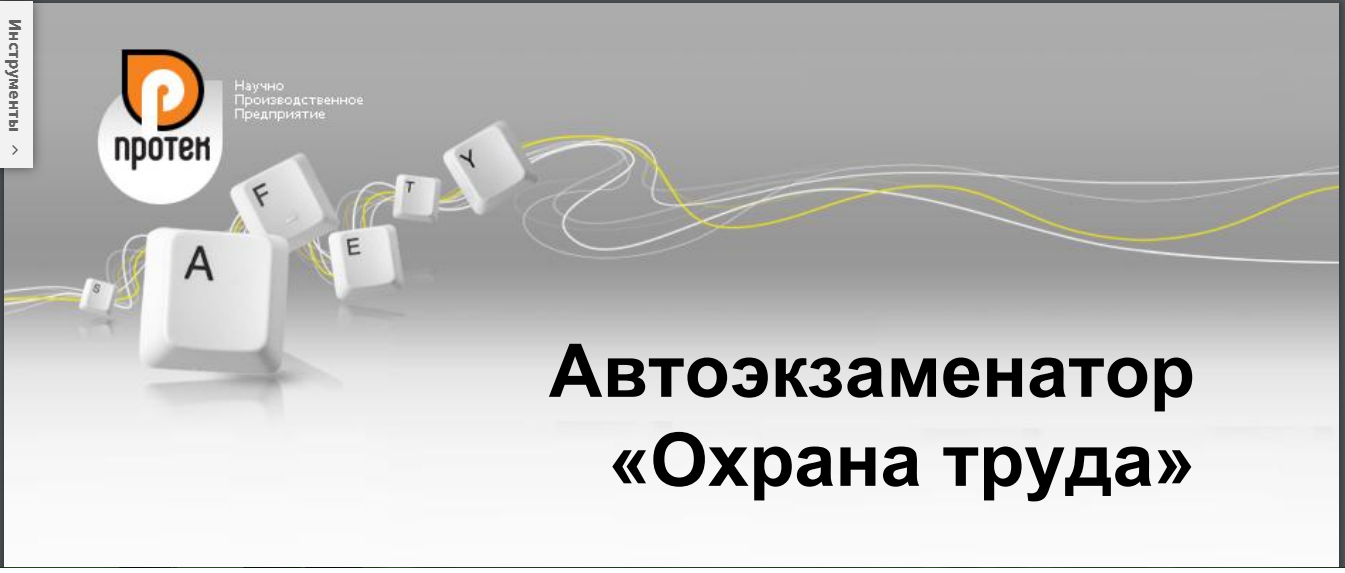 Инструменты
Научно
Производственное
Предприятие
протек
S
A
F
E
T
Y
Автоэкзаменатор
«Охрана труда»